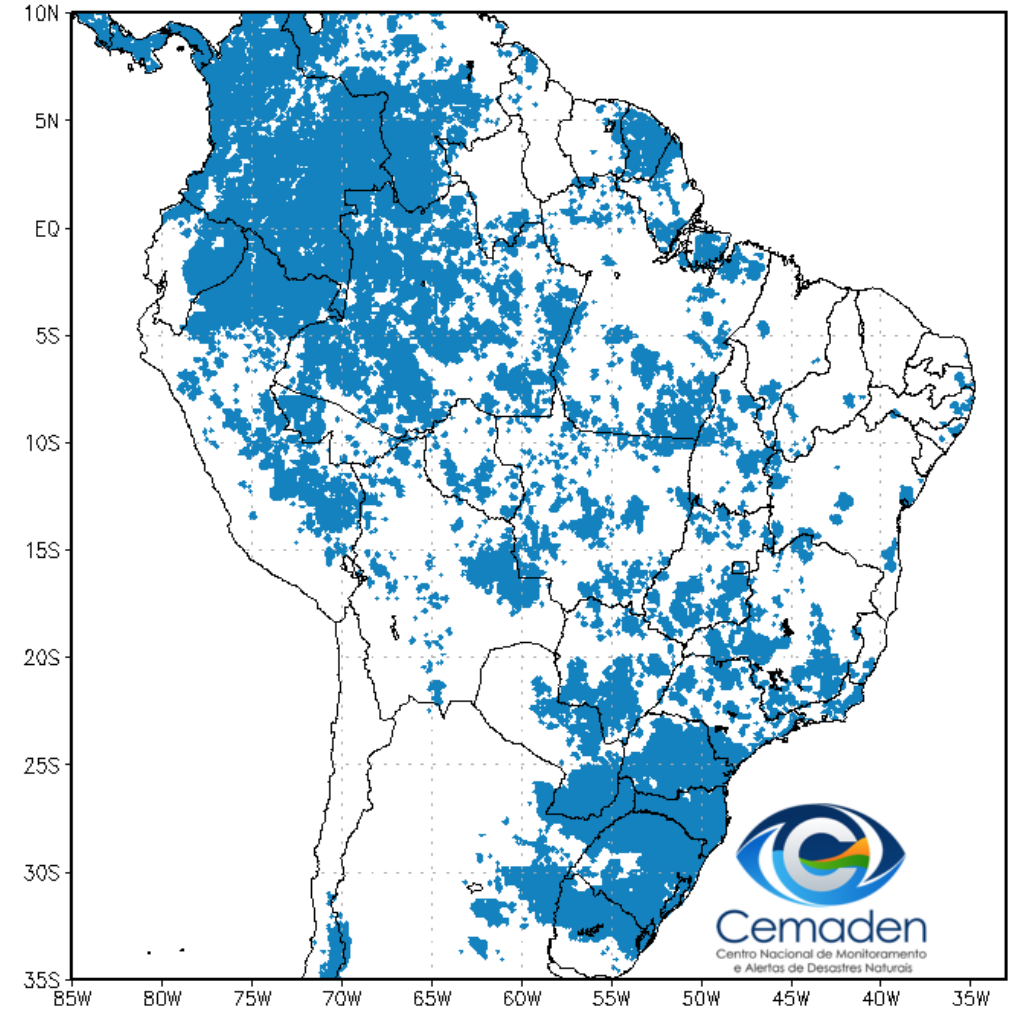 10N
5N
EQ
5S
10S
15S
20S
25S
30S
35S
85W 80W 75W 70W 65W 60W 55W 50W 45W 40W 35W
Cemaden
Centro Nacional de Monitoramento
e Alertas de Desastres Naturais